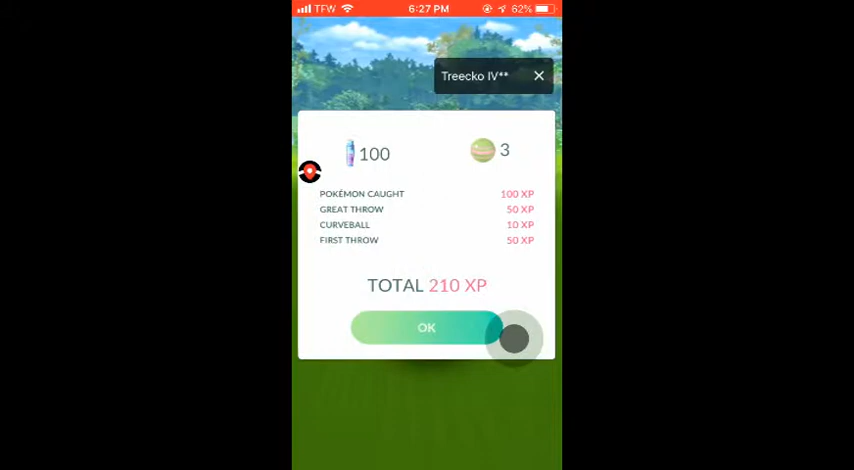 TFW 6:27 PM 62%
Treecko IV**
100 3
POKÉMON CAUGHT 100 XP
GREAT THROW 50 XP
CURVEBALL 10 XP
FIRST THROW 50 XP
TOTAL 210 XP
OK